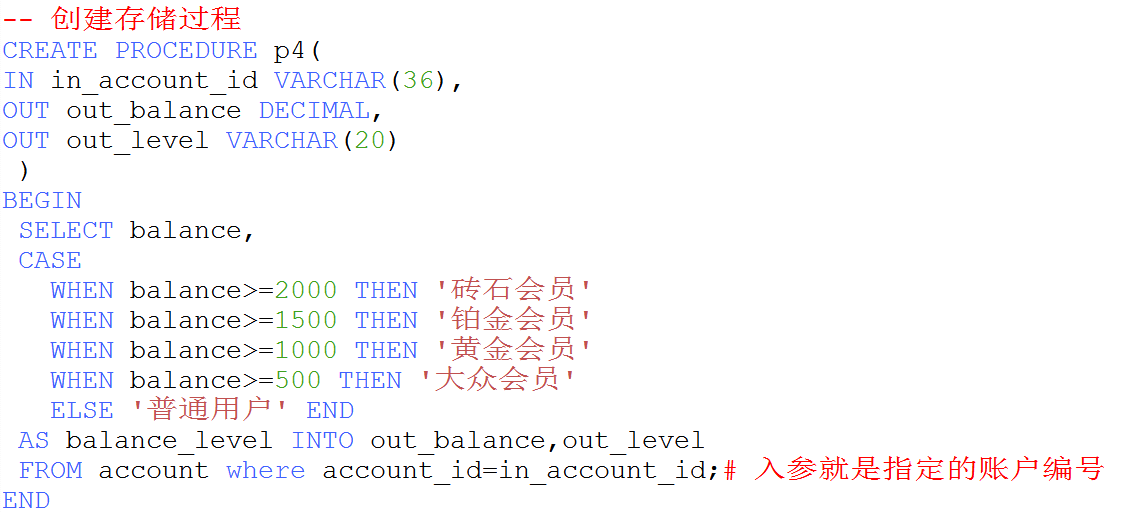 -- 创建存储过程
CREATE PROCEDURE p4(
IN in_account_id VARCHAR(36),
OUT out_balance DECIMAL,
OUT out_level VARCHAR(20)
)
BEGIN
SELECT balance,
CASE
WHEN balance>=2000 THEN '砖石会员'
WHEN balance>=1500 THEN '铂金会员'
WHEN balance>=1000 THEN '黄金会员'
WHEN balance>=500 THEN '大众会员'
ELSE '普通用户' END
AS balance_level INTO out_balance,out_level
FROM account where account_id=in_account_id;# 入参就是指定的账户编号
END